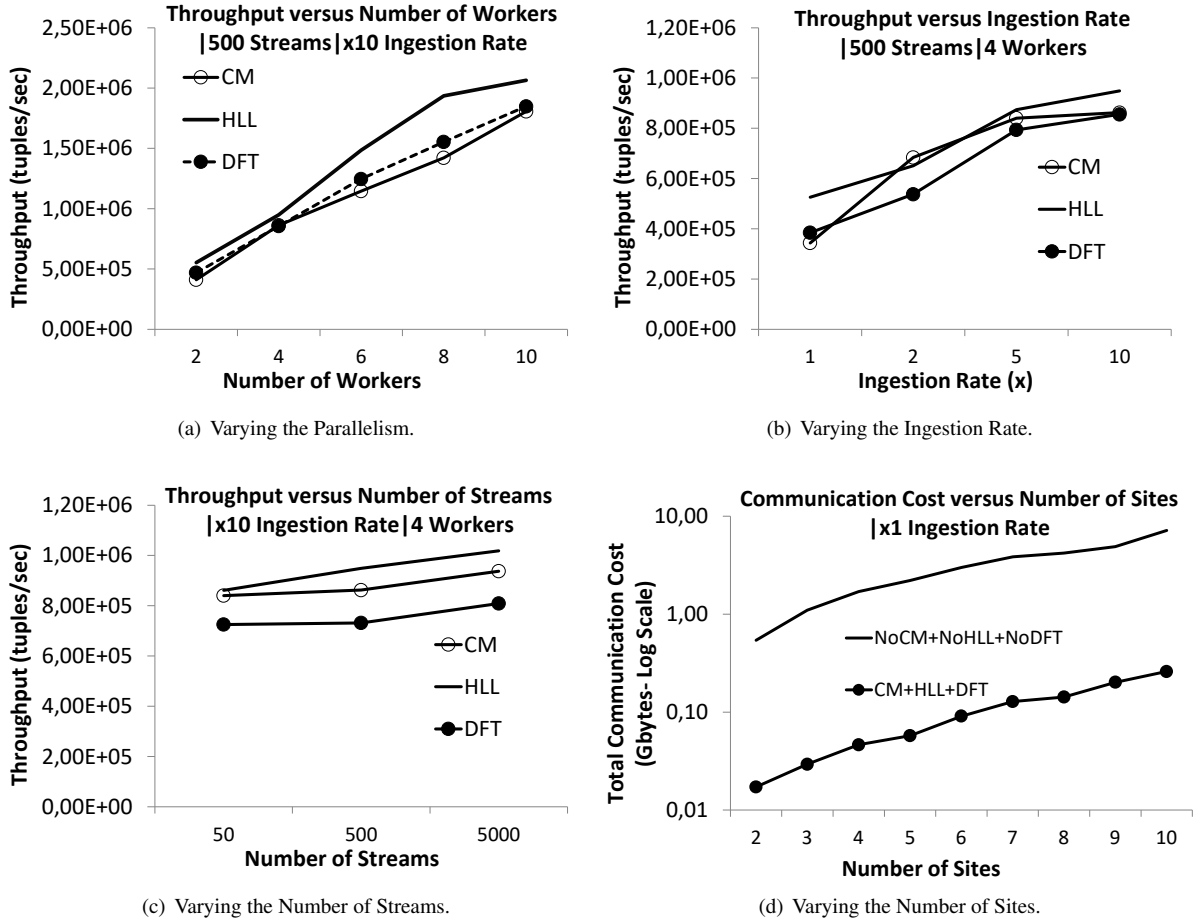 Throughput versus Number of Workers
|500 Streams|x10 Ingestion Rate
Throughput (tuples/sec)
2,50E+06
2,00E+06
1,50E+06
1,00E+06
5,00E+05
0,00E+00
CM
HLL
DFT
2 4 6 8 10
Number of Workers
(a) Varying the Parallelism.
Throughput versus Ingestion Rate
|500 Streams|4 Workers
Throughput (tuples/sec)
1,20E+06
1,00E+06
8,00E+05
6,00E+05
4,00E+05
2,00E+05
0,00E+00
CM
HLL
DFT
1 2 5 10
Ingestion Rate (x)
(b) Varying the Ingestion Rate.
Throughput versus Number of Streams
|x10 Ingestion Rate|4 Workers
Throughput (tuples/sec)
1,20E+06
1,00E+06
8,00E+05
6,00E+05
4,00E+05
2,00E+05
0,00E+00
CM
HLL
DFT
50 500 5000
Number of Streams
(c) Varying the Number of Streams.
Communication Cost versus Number of Sites
|x1 Ingestion Rate
Total Communication Cost
(Gbytes- Log Scale)
10,00
1,00
0,10
0,01
NoCM+NoHLL+NoDFT
CM+HLL+DFT
2 3 4 5 6 7 8 9 10
Number of Sites
(d) Varying the Number of Sites.